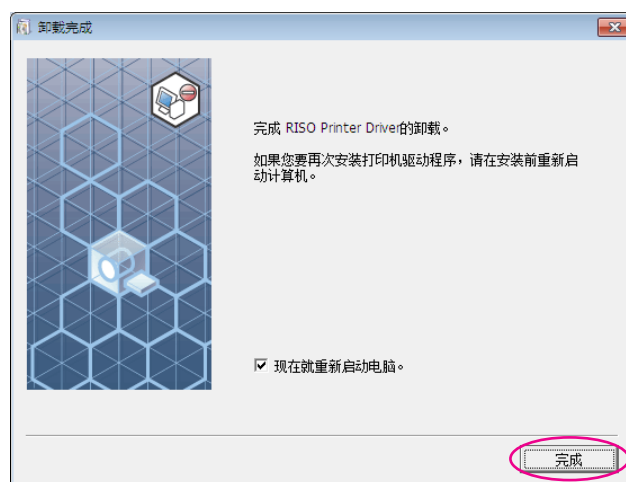 卸载完成
完成 RISO Printer Driver的卸载。
如果您要再次安装打印机驱动程序，请在安装前重新启
动计算机。
现在就重新启动电脑。
完成